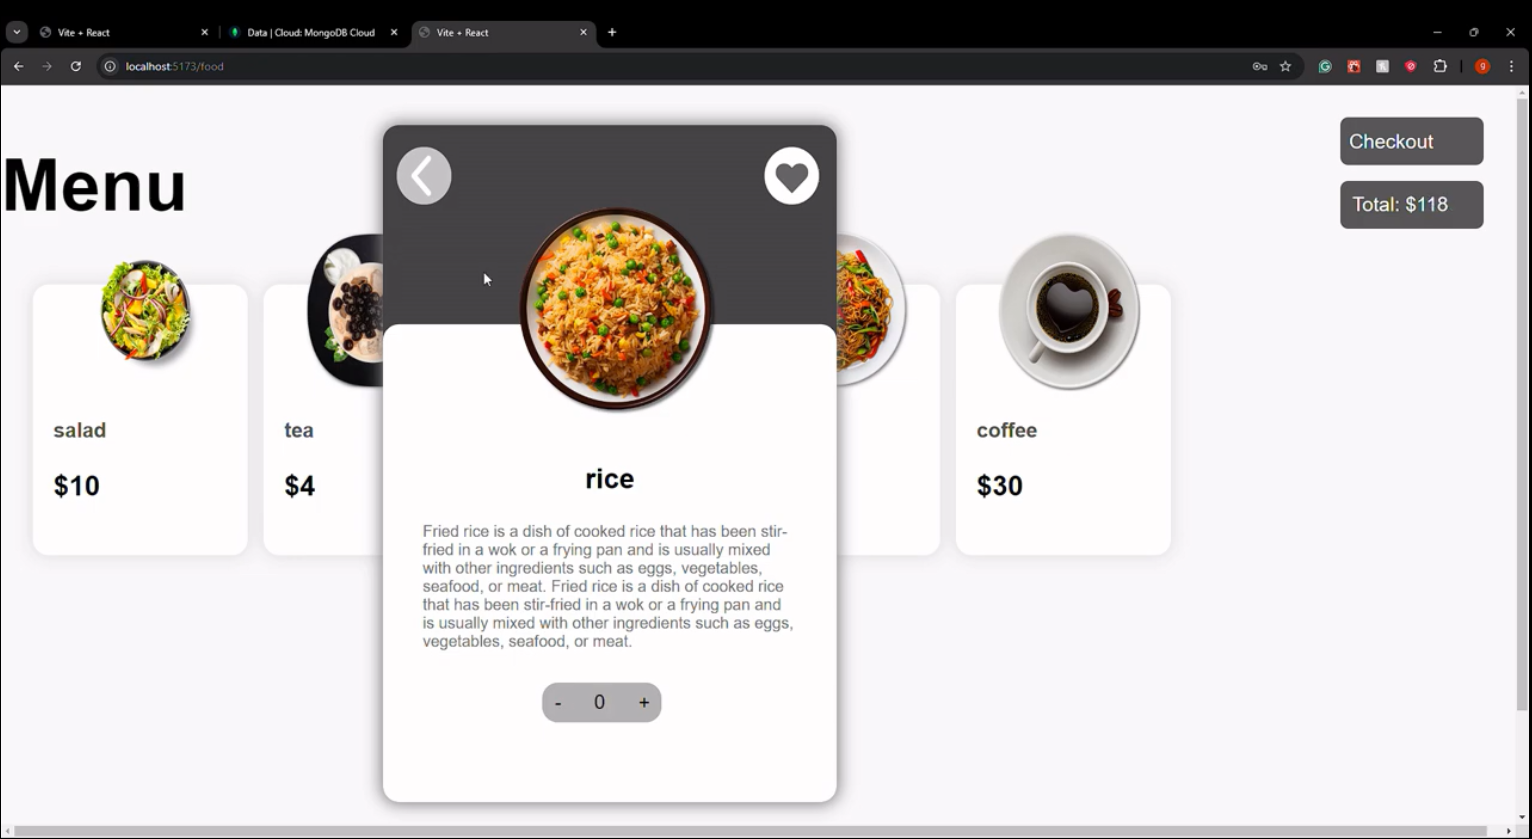 Vite + React
Data | Cloud: MongoDB Cloud
Vite + React
localhost:5173/food
g
Menu
Checkout
Total: $118
salad
$10
tea
$4
coffee
$30
rice
Fried rice is a dish of cooked rice that has been stir-
fried in a wok or a frying pan and is usually mixed
with other ingredients such as eggs, vegetables,
seafood, or meat. Fried rice is a dish of cooked rice
that has been stir-fried in a wok or a frying pan and
is usually mixed with other ingredients such as eggs,
vegetables, seafood, or meat.
- 0 +